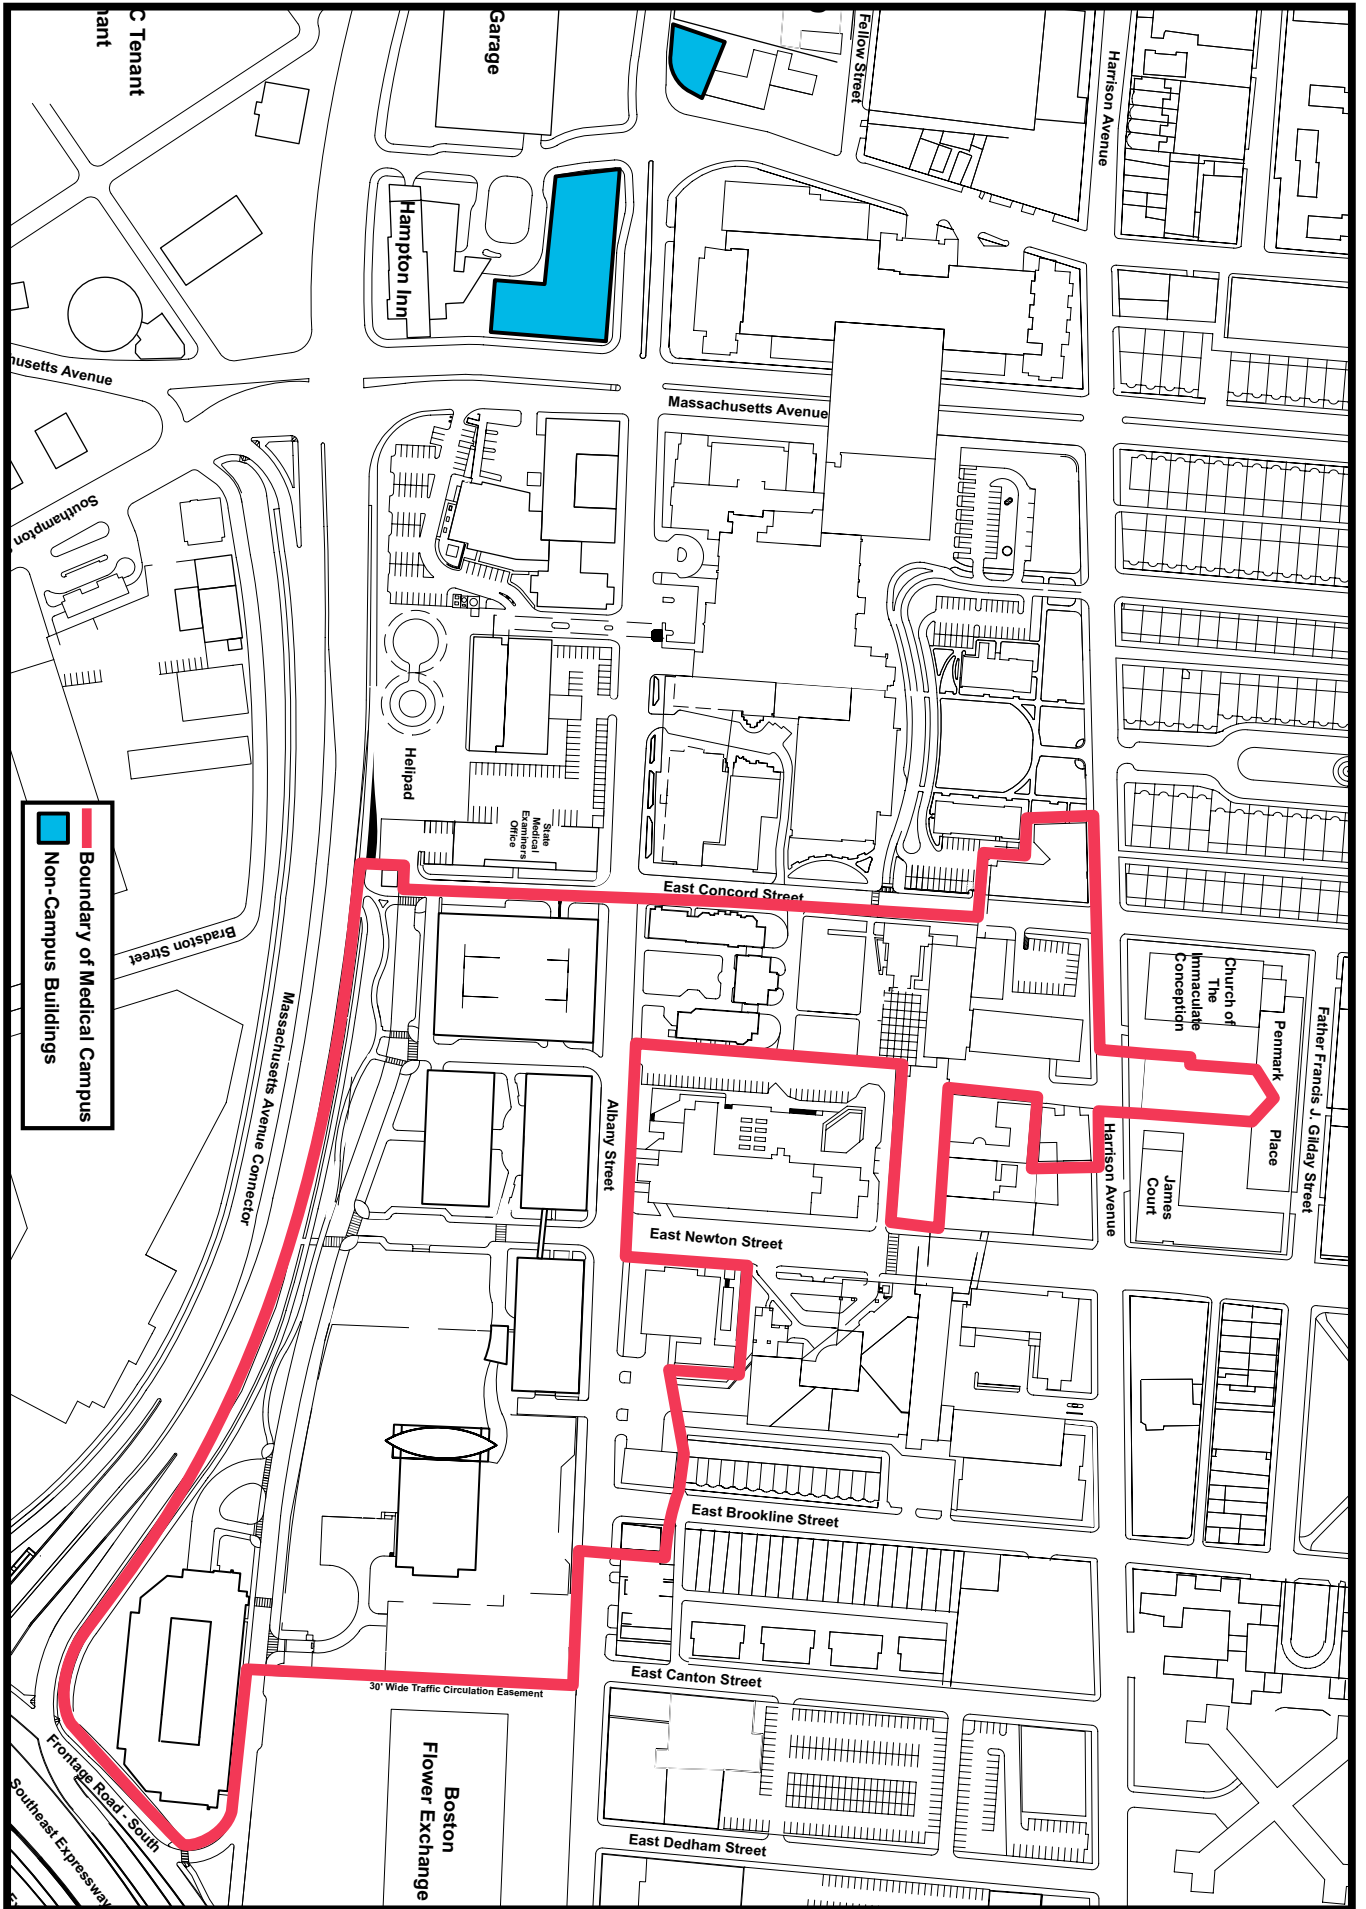 C Tenant
nant
Garage
Fellow Street
Harrison Avenue
Hampton Inn
husetts Avenue
Massachusetts Avenue
Southampton
Helipad
State
Medical
Examiners
Office
East Concord Street
Boundary of Medical Campus
Non-Campus Buildings
Bradston Street
Massachusetts Avenue Connector
Church of
The
Immaculate
Conception
Penmark
Place
Father Francis J. Gilday Street
Albany Street
Harrison Avenue
James
Court
East Newton Street
East Brookline Street
East Canton Street
30' Wide Traffic Circulation Easement
Boston
Flower Exchange
East Dedham Street
Frontage Road - South
Southeast Expressway